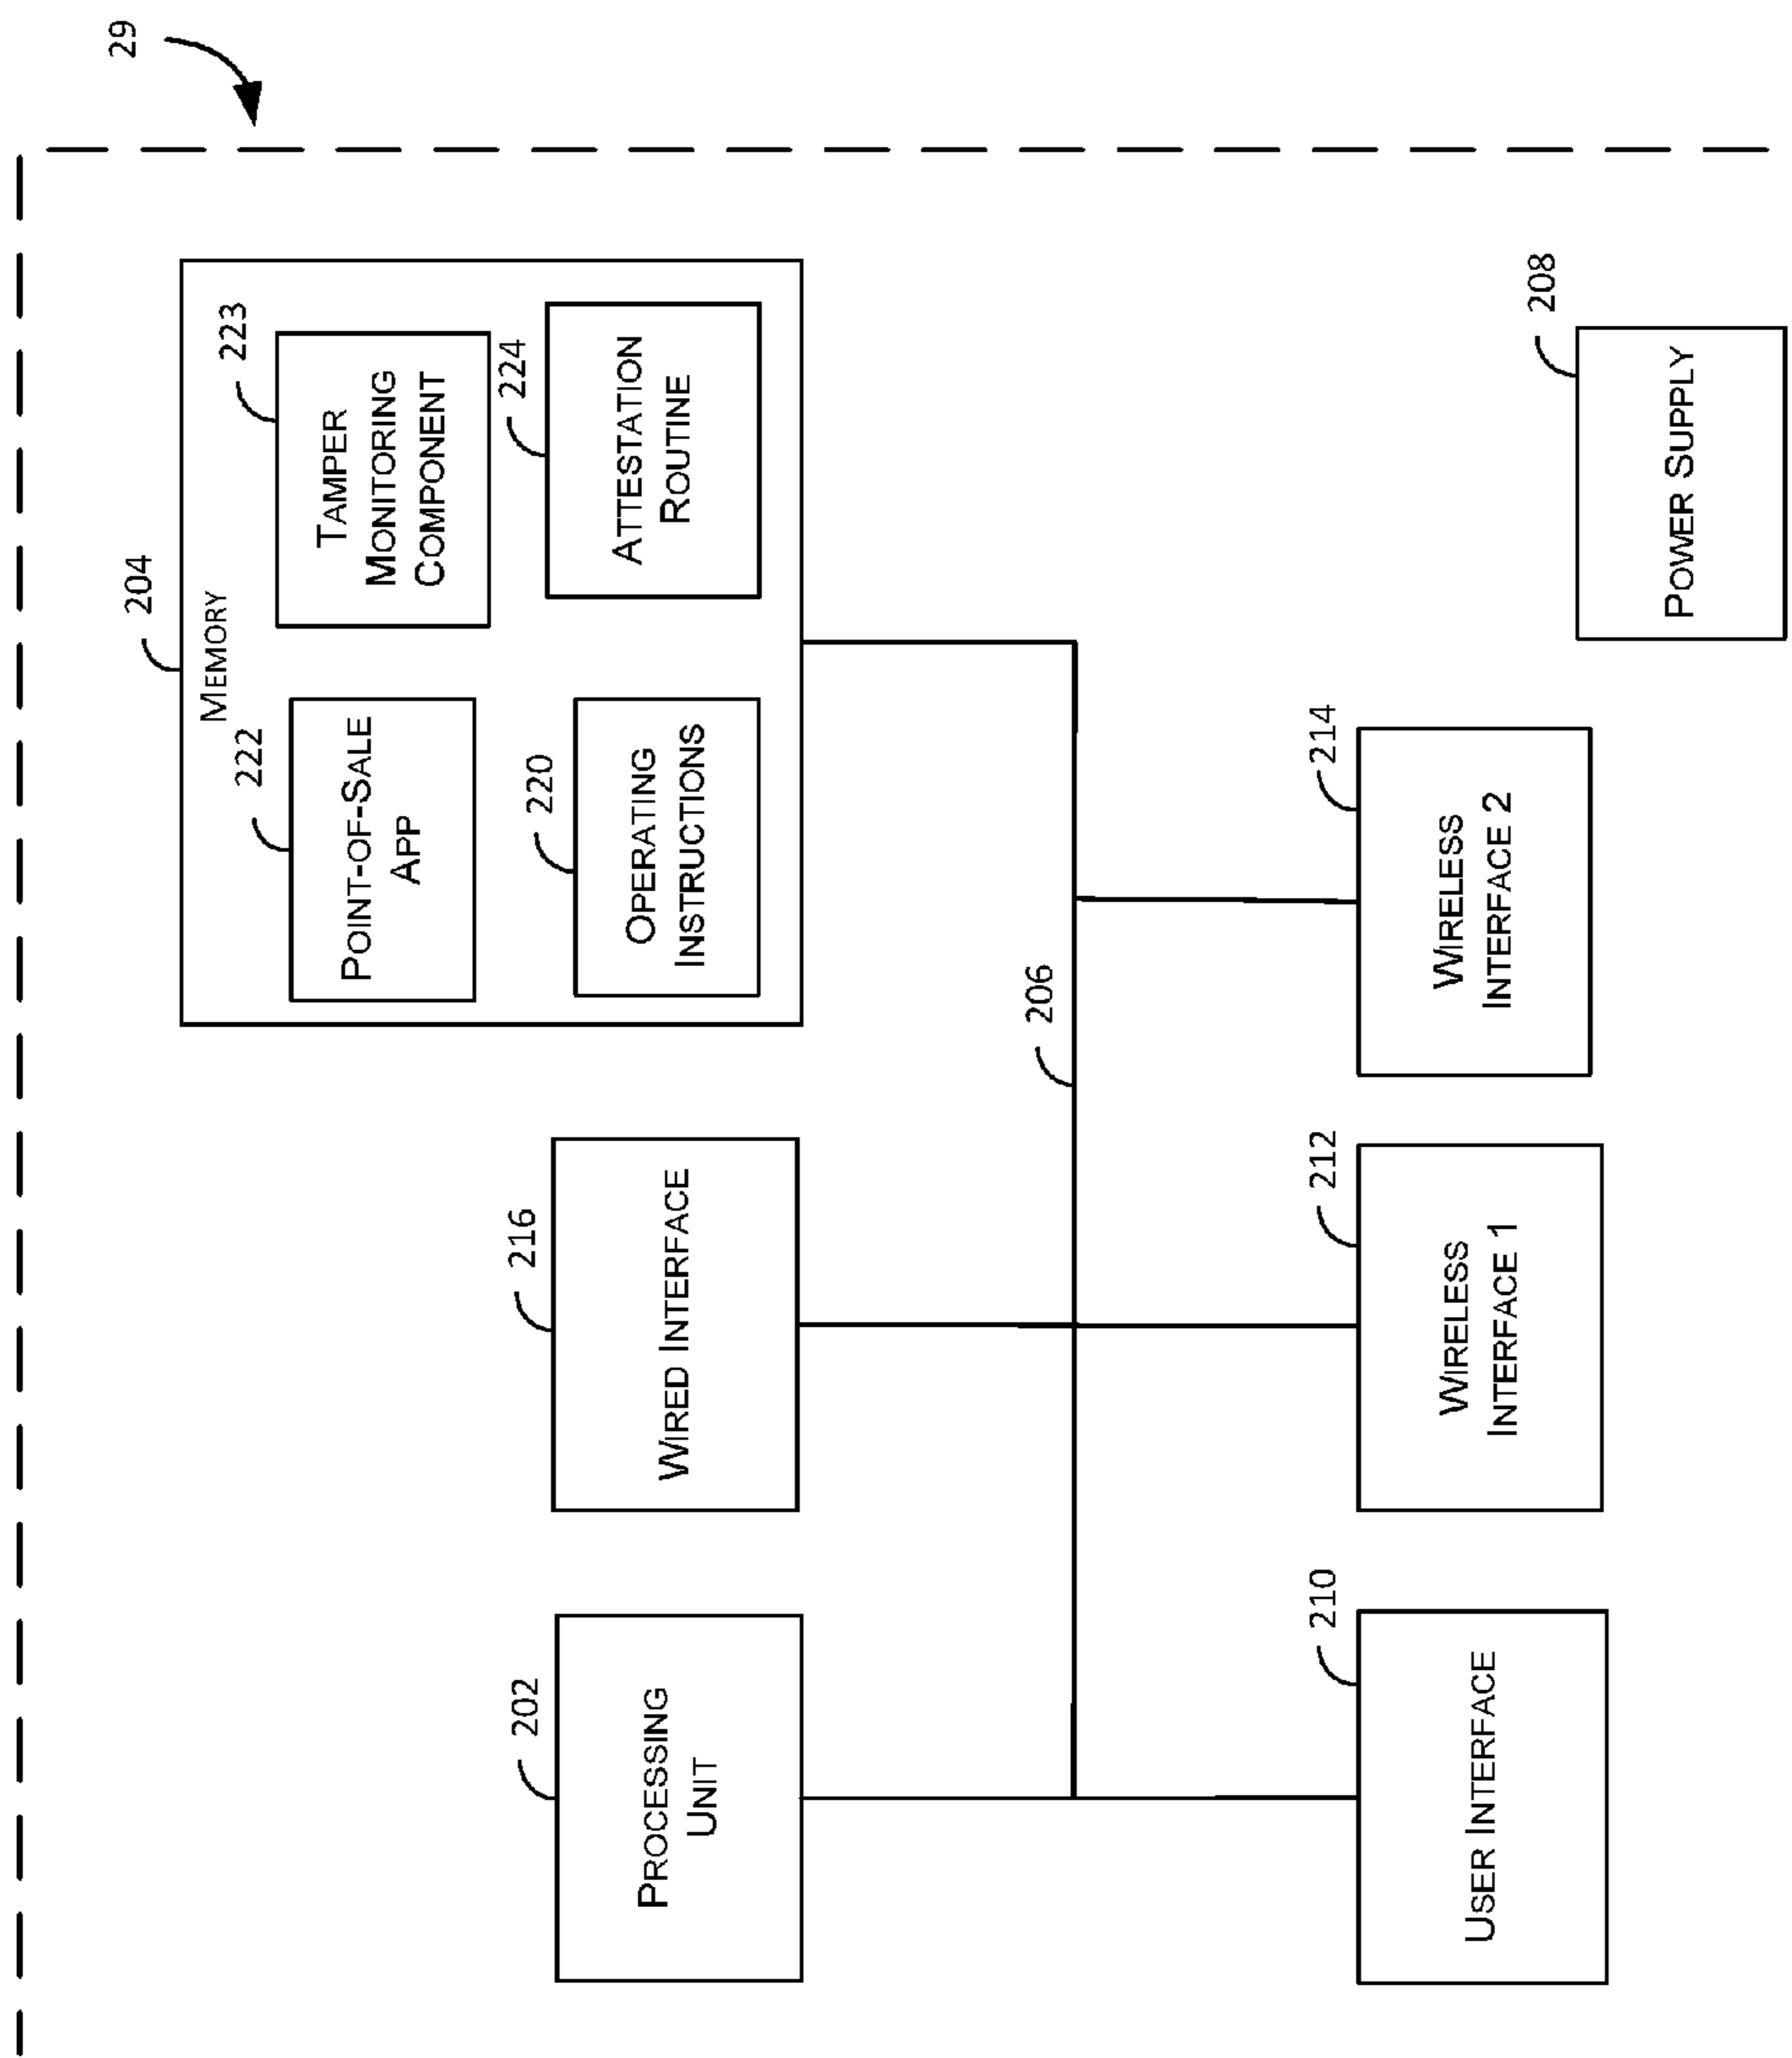 29
204
MEMORY
222
POINT-OF-SALE
APP
223
TAMPER
MONITORING
COMPONENT
220
OPERATING
INSTRUCTIONS
224
ATTESTATION
ROUTINE
202
PROCESSING
UNIT
216
WIRED INTERFACE
206
210
USER INTERFACE
212
WIRELESS
INTERFACE 1
214
WIRELESS
INTERFACE 2
208
POWER SUPPLY